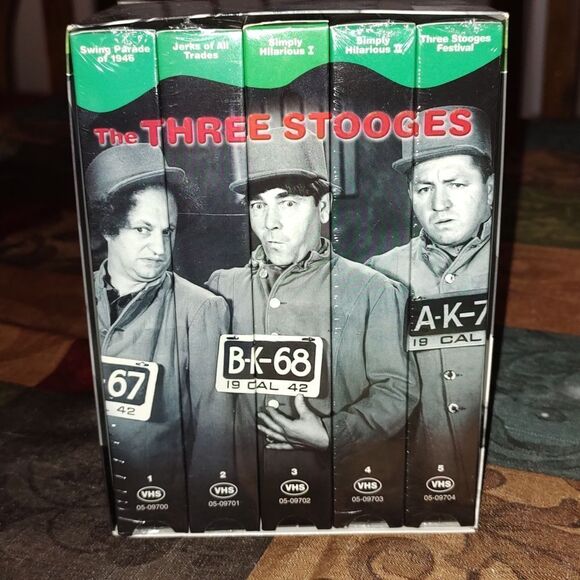 Swing Parade
of 1946
Jerks of All
Trades
Simply
Hilarious I
Simply
Hilarious II
Three Stooges
Festival
The THREE STOOGES
67
42
B-K-68
19 CAL 42
A-K-7
19 CAL
1
VHS
05-09700
2
VHS
05-09701
3
VHS
05-09702
4
VHS
05-09703
5
VHS
05-09704